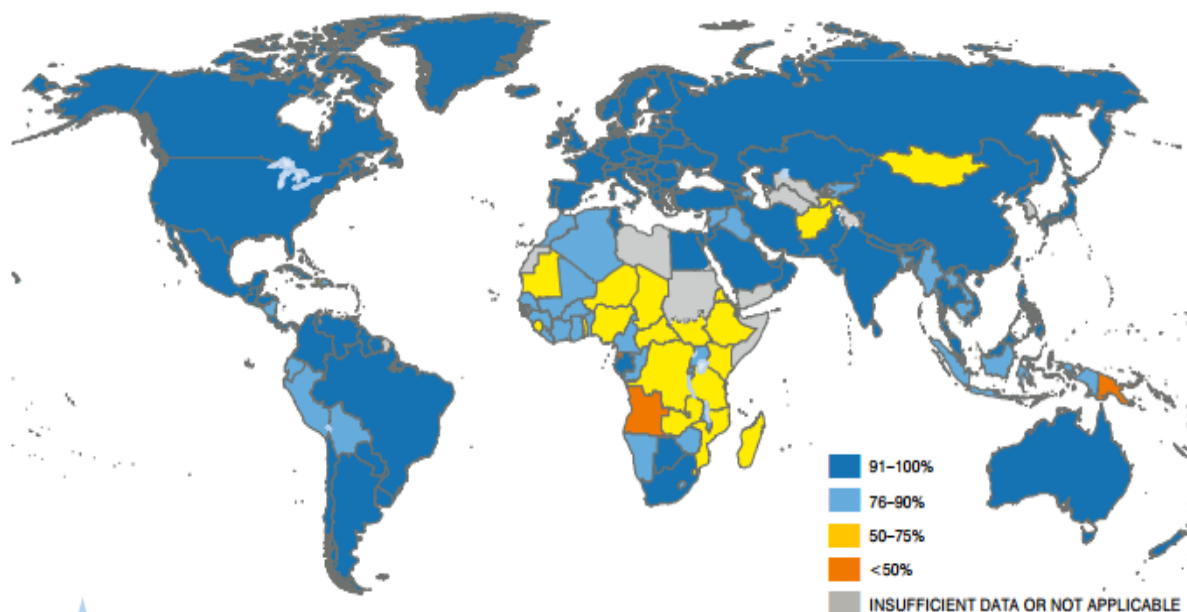 91–100%
76–90%
50–75%
<50%
INSUFFICIENT DATA OR NOT APPLICABLE